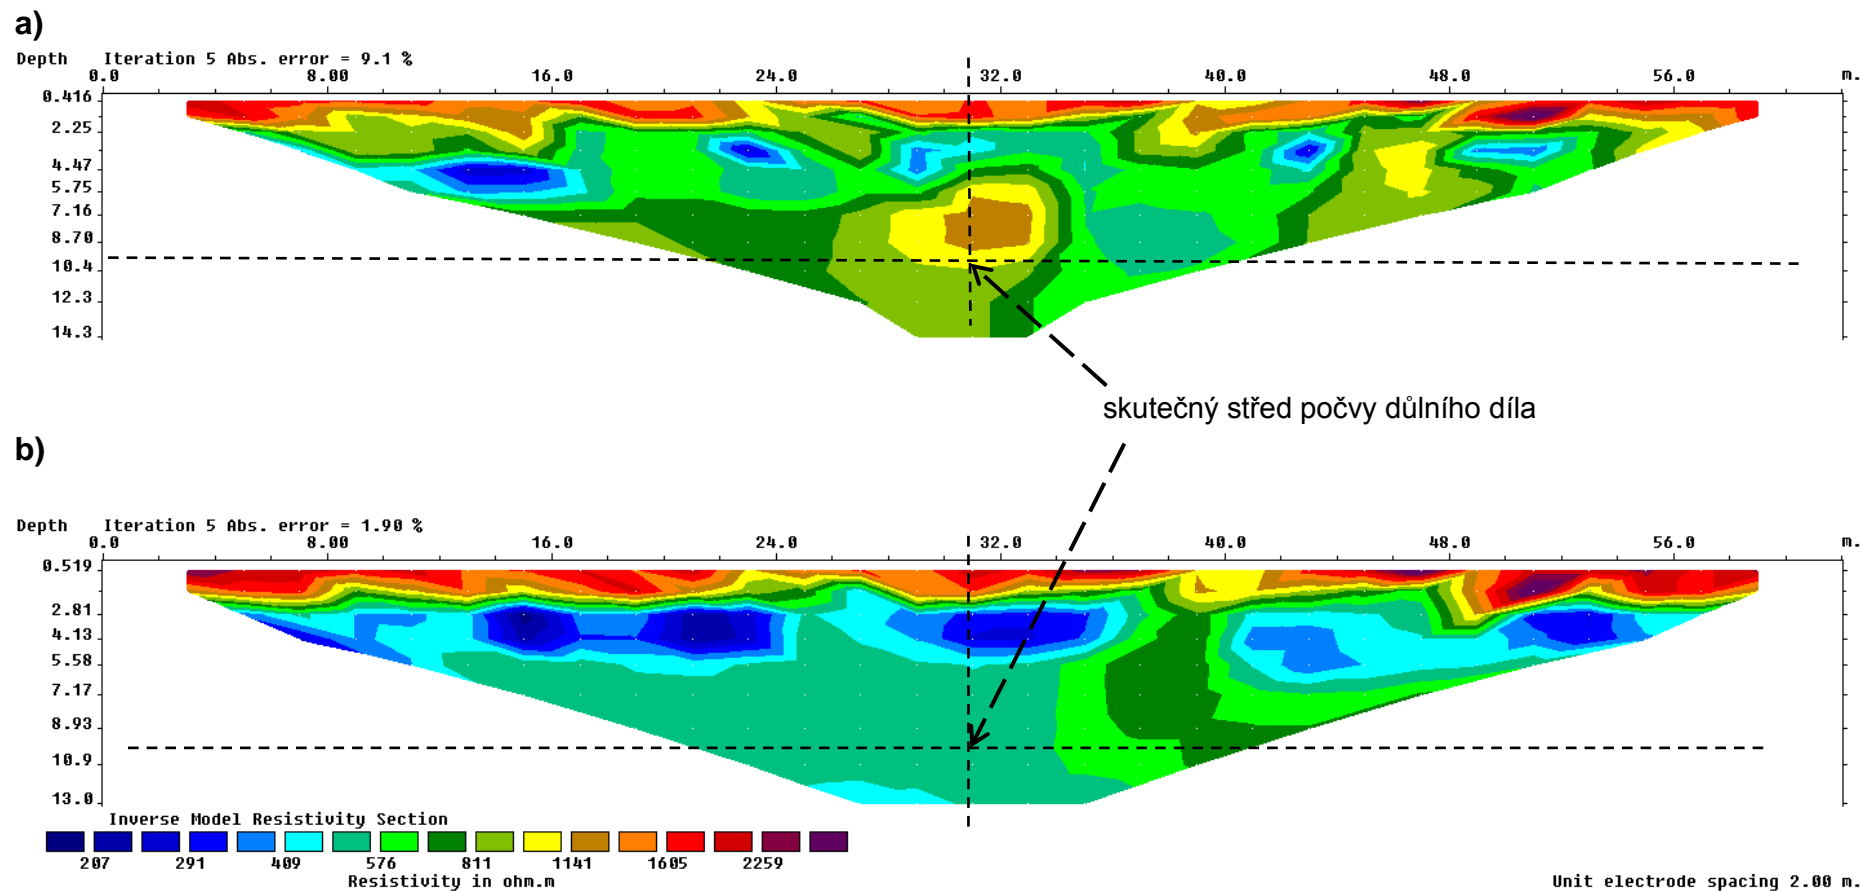 a)
Depth Iteration 5 Abs. error = 9.1 %
0.0 8.00 16.0 24.0 32.0 40.0 48.0 56.0 m.
0.416
2.25
4.47
5.75
7.16
8.70
10.4
12.3
14.3
skutečný střed počvy důlního díla
b)
Depth Iteration 5 Abs. error = 1.90 %
0.0 8.00 16.0 24.0 32.0 40.0 48.0 56.0 m.
0.519
2.81
4.13
5.58
7.17
8.93
10.9
13.0
Inverse Model Resistivity Section
207 291 409 576 811 1141 1605 2259
Resistivity in ohm.m
Unit electrode spacing 2.00 m.